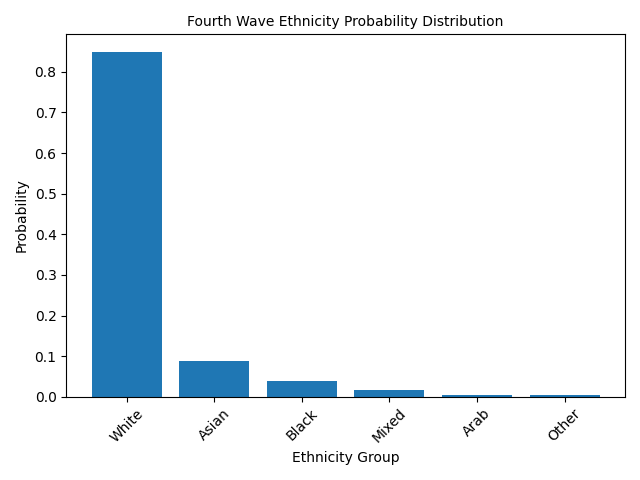 Fourth Wave Ethnicity Probability Distribution
Probability
0.8
0.7
0.6
0.5
0.4
0.3
0.2
0.1
0.0
White
Asian
Black
Mixed
Arab
Other
Ethnicity Group